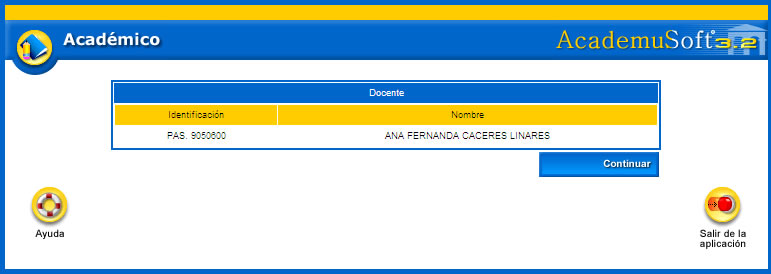 Académico
AcademuSoft 3.2
Docente
Identificación Nombre
PAS. 9050600 ANA FERNANDA CACERES LINARES
Continuar
Ayuda
Salir de la
aplicación